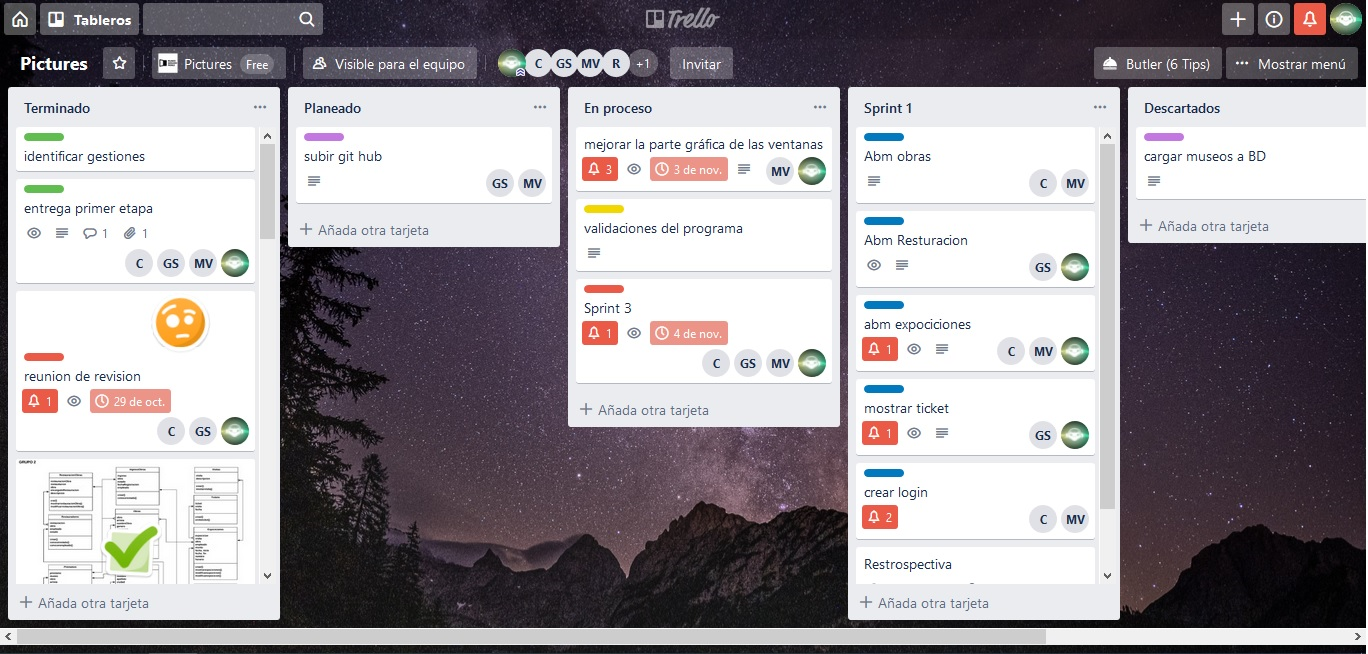 Tableros
Trello
Pictures
Pictures Free
Visible para el equipo
C GS MV R +1
Invitar
Butler (6 Tips)
Mostrar menú
Terminado
identificar gestiones
entrega primer etapa
1 1
C GS MV
reunion de revision
1 29 de oct.
C GS
GRUPO 2
Añada otra tarjeta
Planeado
subir git hub
GS MV
Añada otra tarjeta
En proceso
mejorar la parte gráfica de las ventanas
3 3 de nov. MV
validaciones del programa
Sprint 3
1 4 de nov.
C GS MV
Añada otra tarjeta
Sprint 1
Abm obras
C MV
Abm Resturacion
GS
abm expociciones
1 C MV
mostrar ticket
1 GS
crear login
2 C MV
Restrospectiva
Añada otra tarjeta
Descartados
cargar museos a BD
Añada otra tarjeta